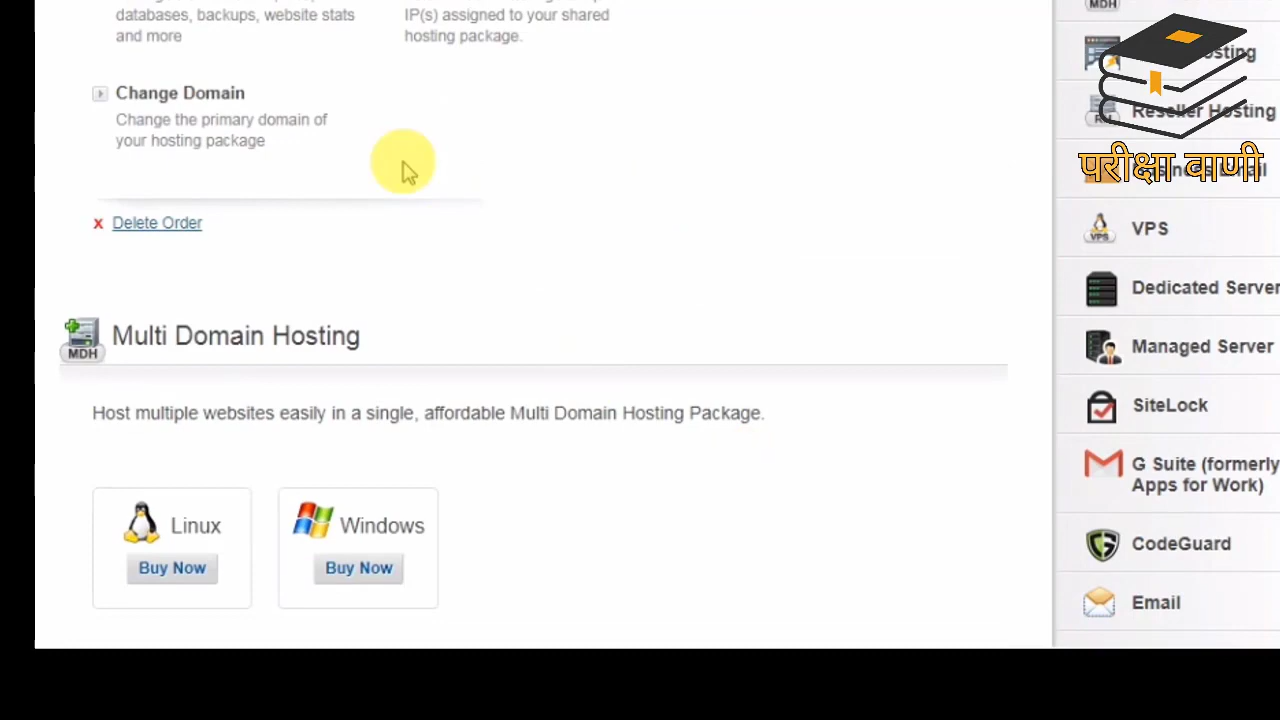 databases, backups, website stats
and more
IP(s) assigned to your shared
hosting package.
Change Domain
Change the primary domain of
your hosting package
x Delete Order
MDH
Multi Domain Hosting
Host multiple websites easily in a single, affordable Multi Domain Hosting Package.
Linux
Buy Now
Windows
Buy Now
MDH
Reseller Hosting
परीक्षा वाणी
VPS
VPS
Dedicated Server
Managed Server
SiteLock
G Suite (formerly
Apps for Work)
CodeGuard
Email